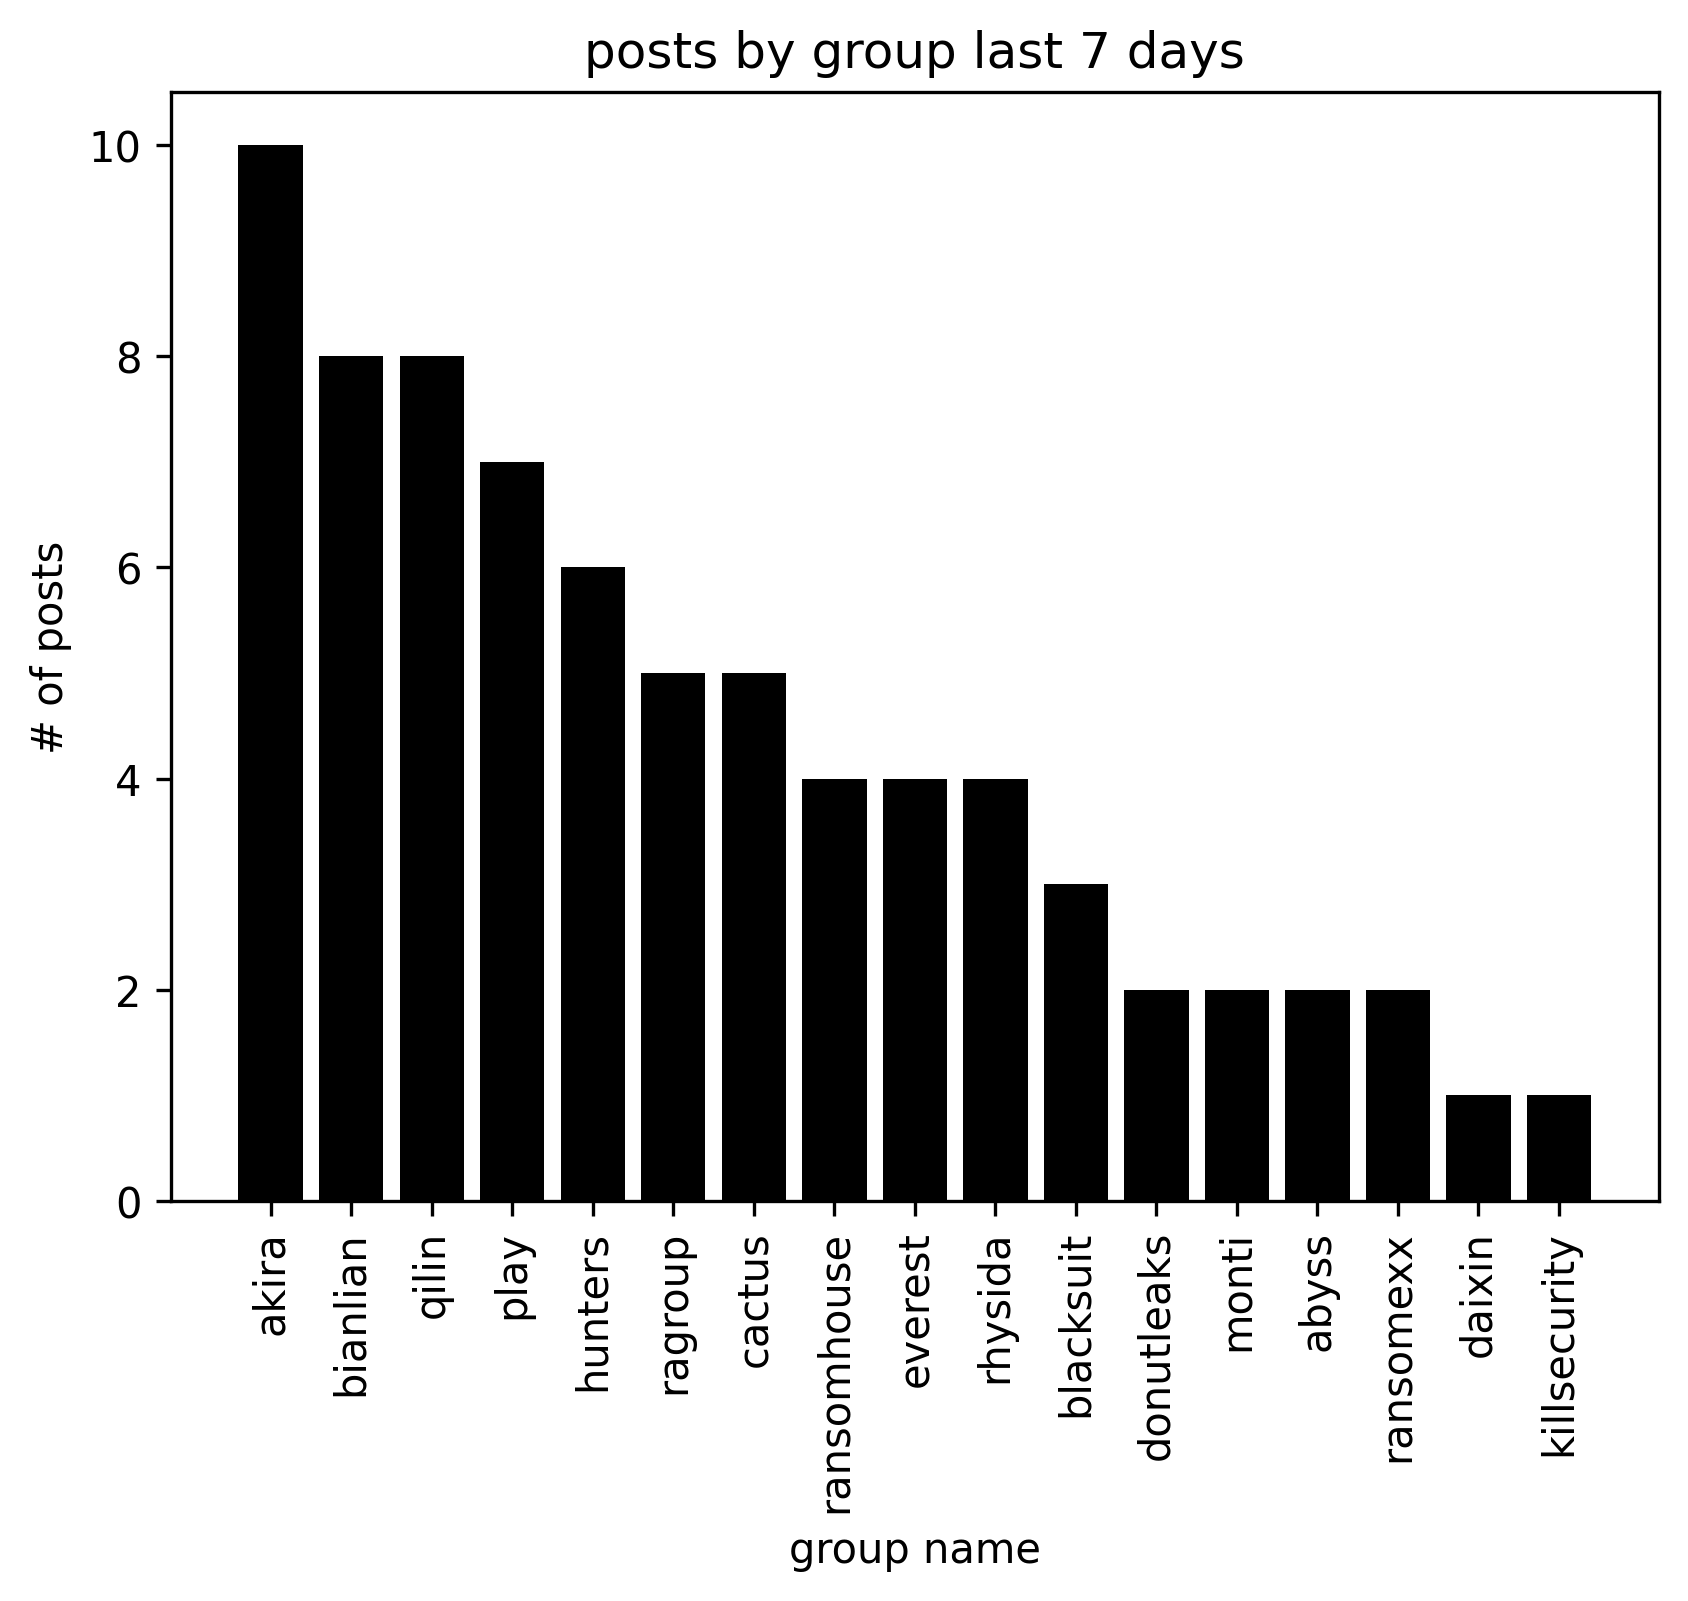 posts by group last 7 days
# of posts
10
8
6
4
2
0
akira
bianlian
qilin
play
hunters
ragroup
cactus
ransomhouse
everest
rhysida
blacksuit
donutleaks
monti
abyss
ransomexx
daixin
killsecurity
group name